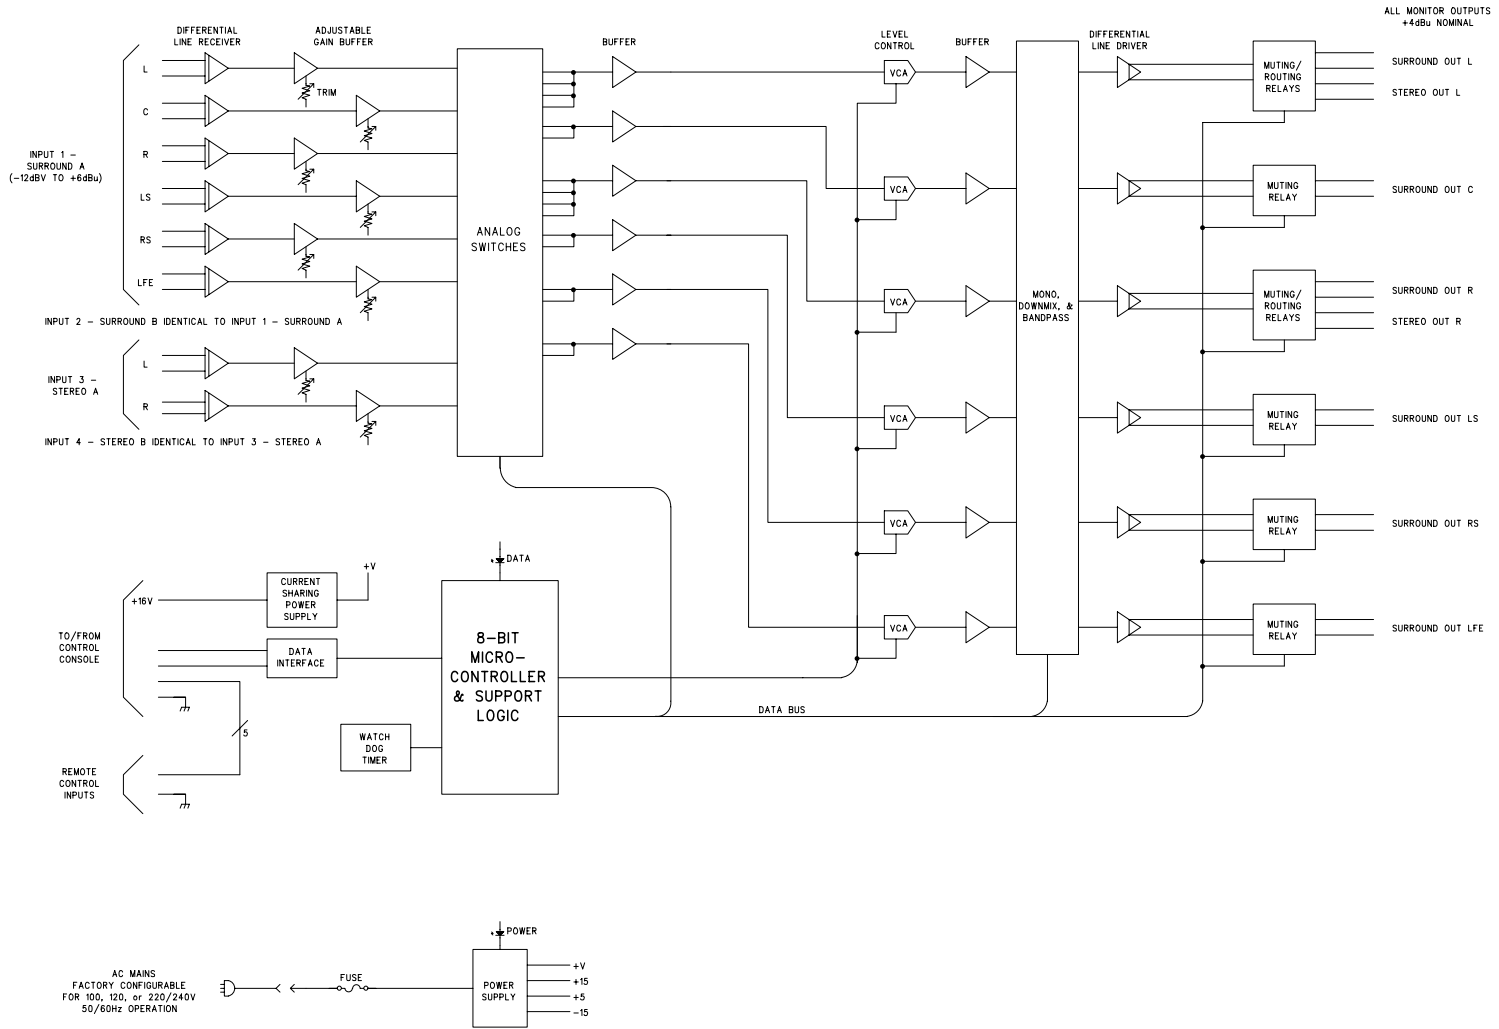 ALL MONITOR OUTPUTS
+4dBu NOMINAL
DIFFERENTIAL
LINE RECEIVER
ADJUSTABLE
GAIN BUFFER
BUFFER
LEVEL
CONTROL
BUFFER
DIFFERENTIAL
LINE DRIVER
L
TRIM
C
R
LS
RS
LFE
INPUT 1 –
SURROUND A
(–12dBV TO +6dBu)
INPUT 2 – SURROUND B IDENTICAL TO INPUT 1 – SURROUND A
L
R
INPUT 3 –
STEREO A
INPUT 4 – STEREO B IDENTICAL TO INPUT 3 – STEREO A
ANALOG
SWITCHES
VCA
VCA
VCA
VCA
VCA
VCA
MONO,
DOWNMIX, &
BANDPASS
MUTING/
ROUTING
RELAYS
SURROUND OUT L
STEREO OUT L
MUTING
RELAY
SURROUND OUT C
MUTING/
ROUTING
RELAYS
SURROUND OUT R
STEREO OUT R
MUTING
RELAY
SURROUND OUT LS
MUTING
RELAY
SURROUND OUT RS
MUTING
RELAY
SURROUND OUT LFE
TO/FROM
CONTROL
CONSOLE
+16V
CURRENT
SHARING
POWER
SUPPLY
+V
DATA
INTERFACE
DATA
8–BIT
MICRO–
CONTROLLER
& SUPPORT
LOGIC
DATA BUS
5
WATCH
DOG
TIMER
REMOTE
CONTROL
INPUTS
AC MAINS
FACTORY CONFIGURABLE
FOR 100, 120, or 220/240V
50/60Hz OPERATION
FUSE
POWER
POWER
SUPPLY
+V
+15
+5
–15